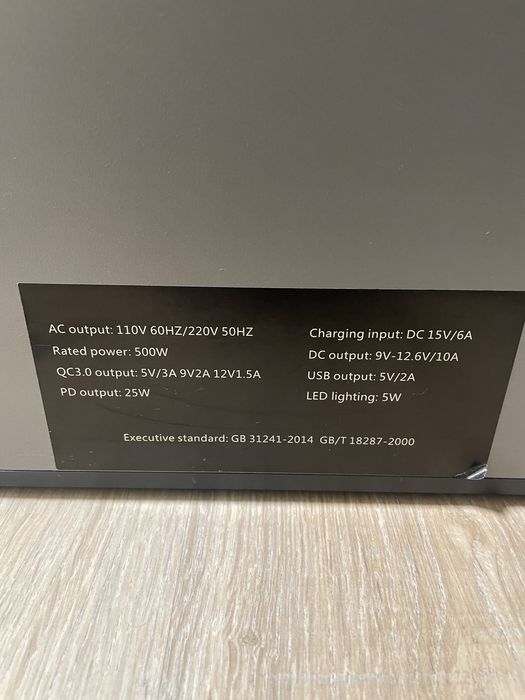 AC output: 110V 60HZ/220V 50HZ
Rated power: 500W
QC3.0 output: 5V/3A 9V2A 12V1.5A
PD output: 25W
Charging input: DC 15V/6A
DC output: 9V-12.6V/10A
USB output: 5V/2A
LED lighting: 5W
Executive standard: GB 31241-2014 GB/T 18287-2000